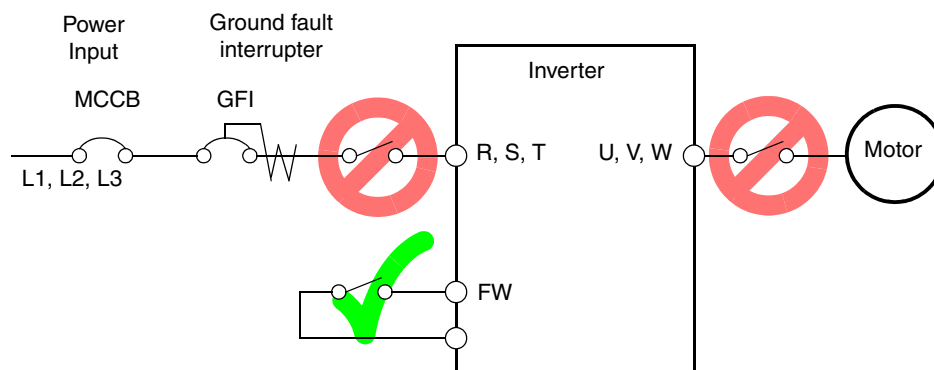 Power
Input
Ground fault
interrupter
Inverter
MCCB
GFI
L1, L2, L3
R, S, T
U, V, W
Motor
FW